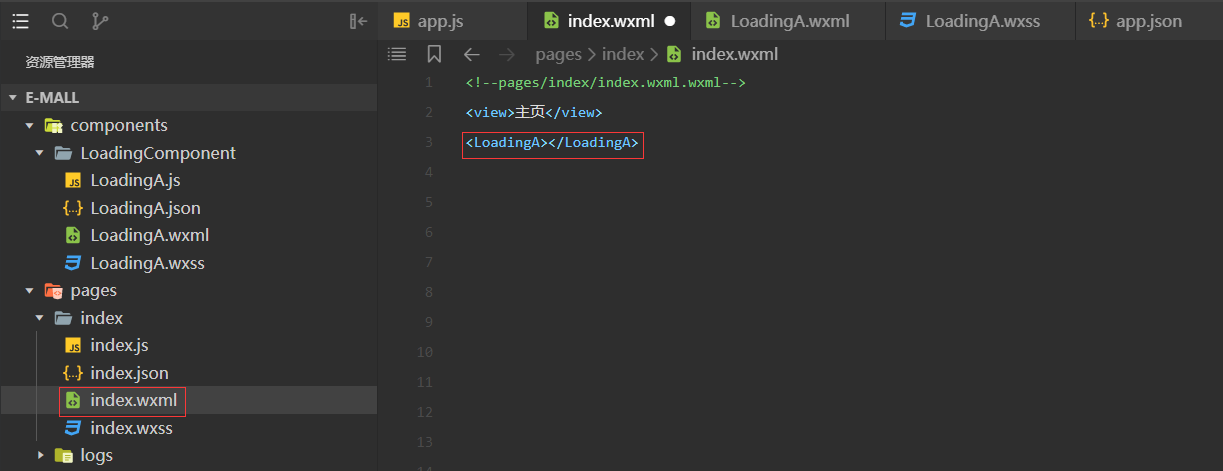 app.js
index.wxml
LoadingA.wxml
LoadingA.wxss
app.json
资源管理器
pages index index.wxml
E-MALL
components
LoadingComponent
LoadingA.js
LoadingA.json
LoadingA.wxml
LoadingA.wxss
pages
index
index.js
index.json
index.wxml
index.wxss
logs
1 <!--pages/index/index.wxml.wxml-->
2 <view>主页</view>
3 <LoadingA></LoadingA>
4
5
6
7
8
9
10
11
12
13
14